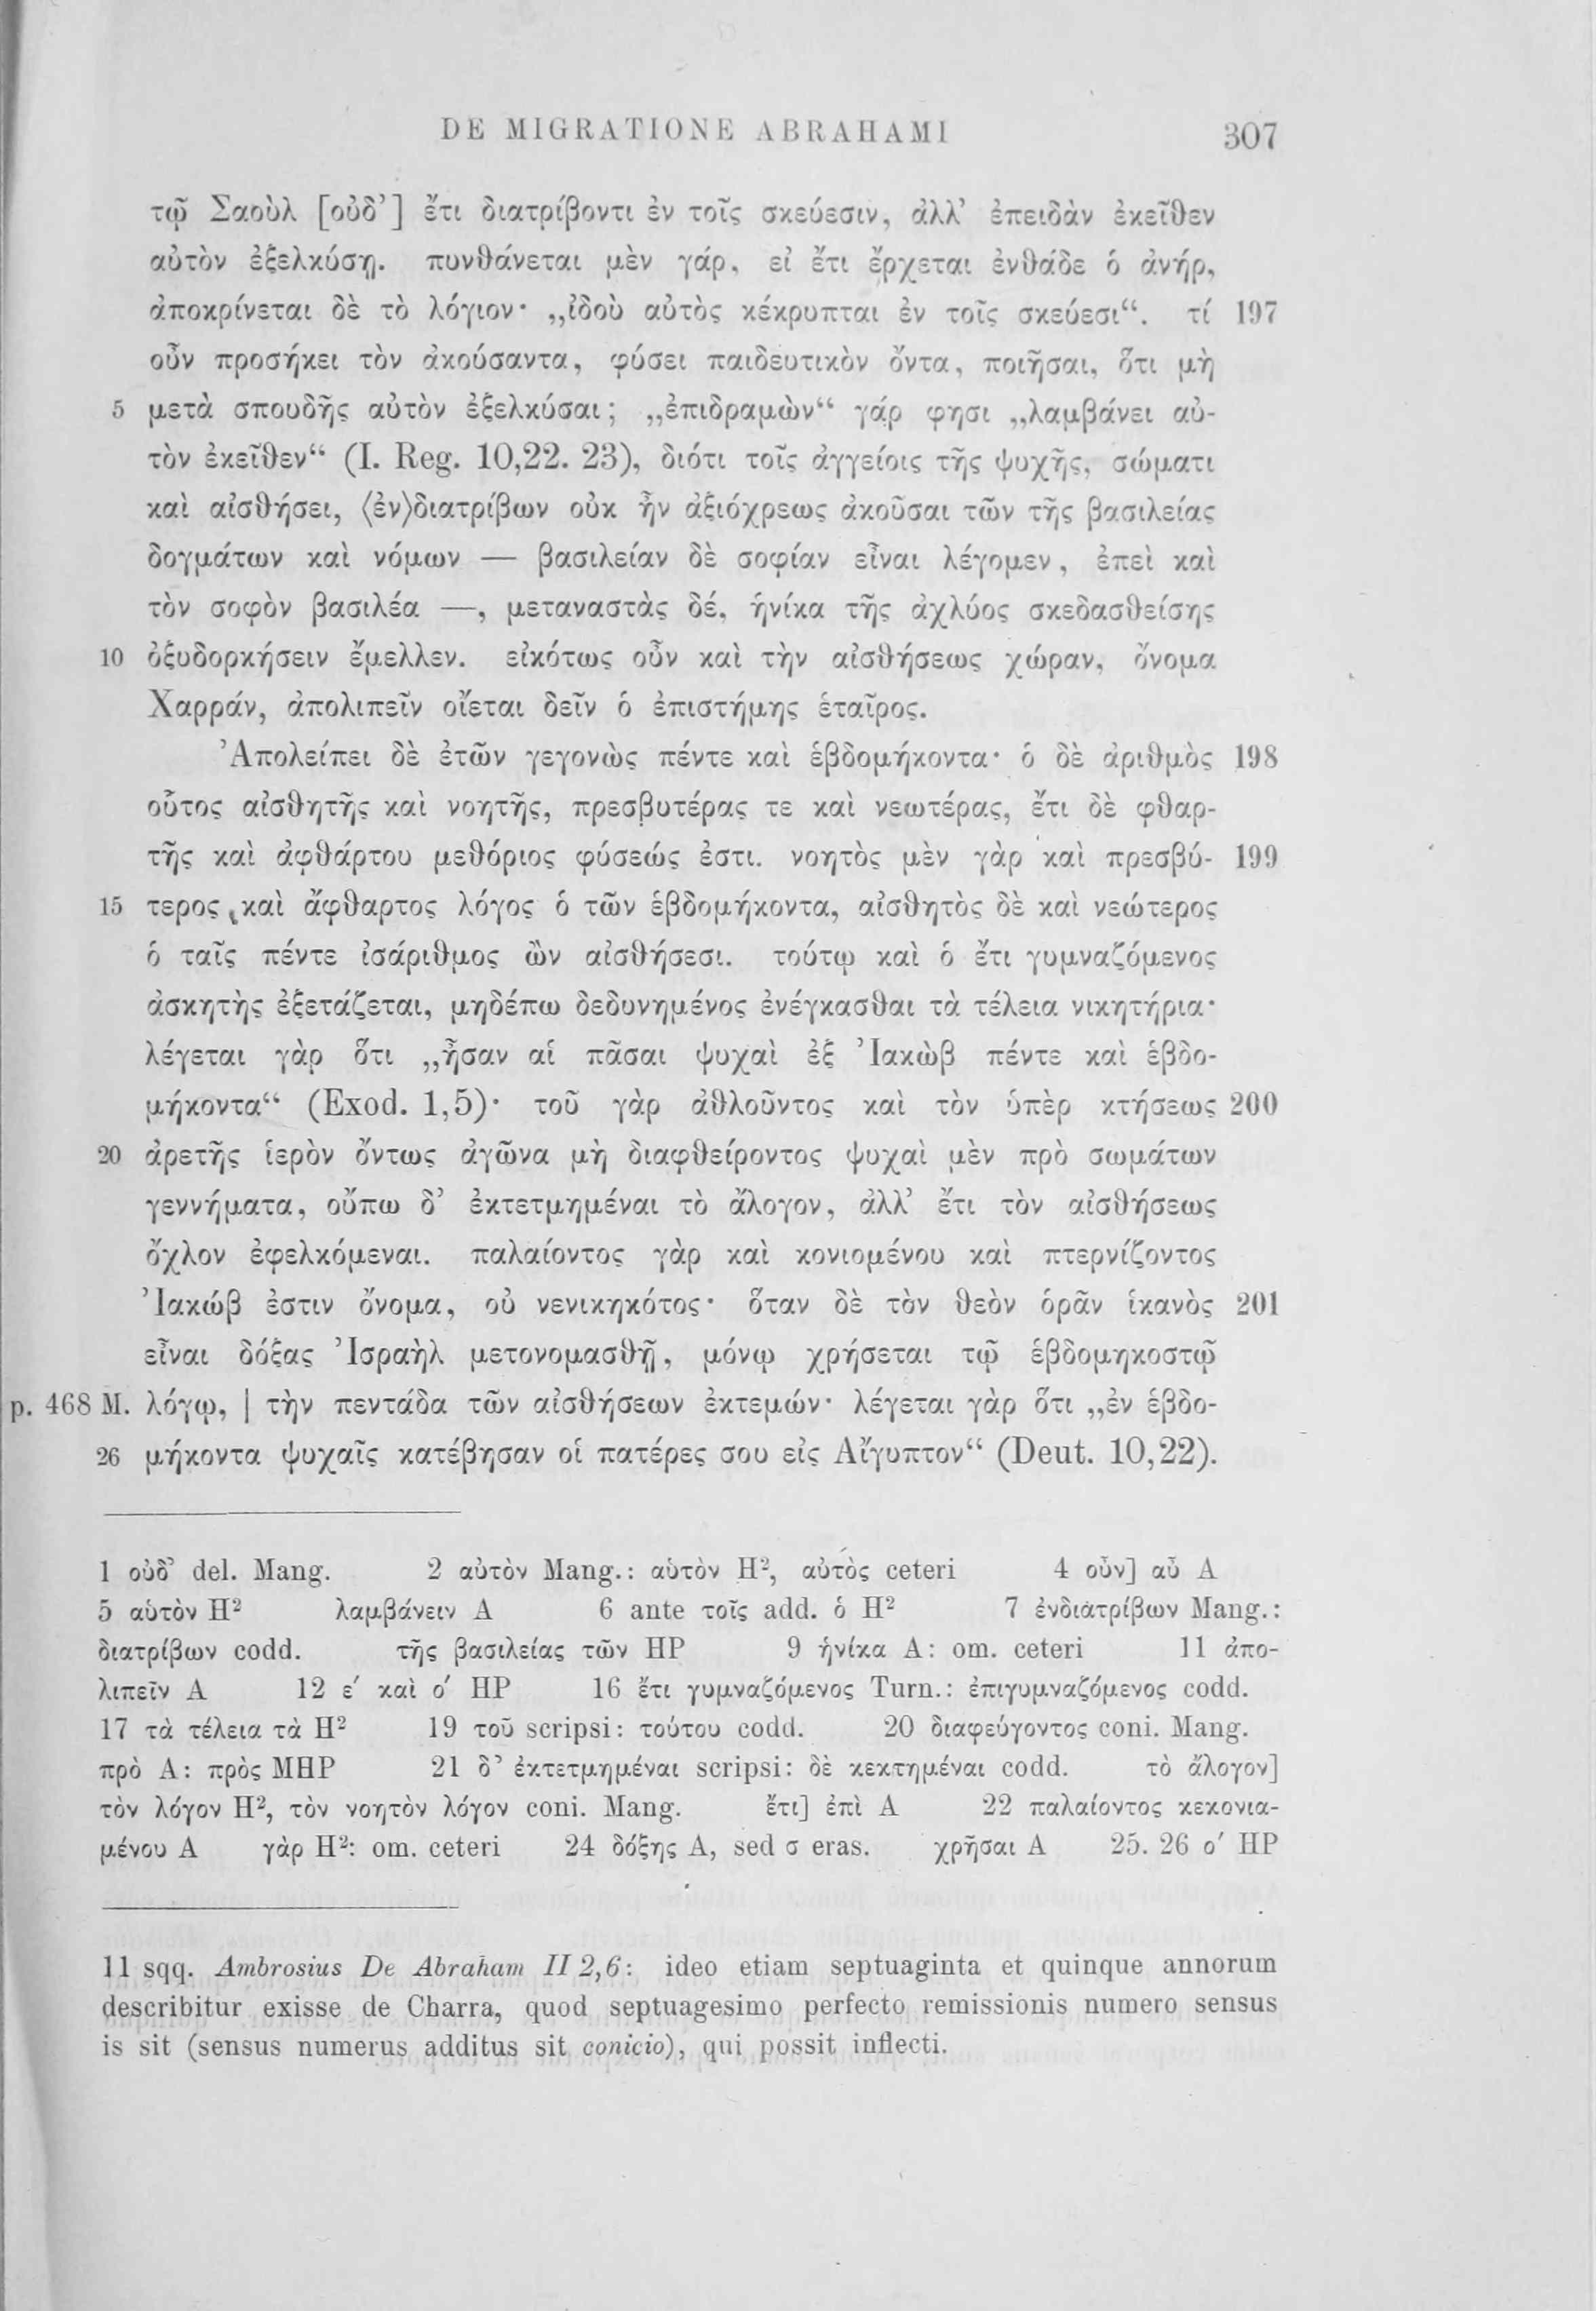 DE MIGRATIONE ABRAHAMI 307
τῷ Σαοὺλ [οὐδ’] ἔτι διατρίβοντι ἐν τοῖς σκεύεσιν, ἀλλ’ ἐπειδὰν ἐκεῖθεν
αὐτὸν ἐξελκύσῃ. πυνθάνεται μὲν γάρ, εἰ ἔτι ἔρχεται ἐνθάδε ὁ ἀνήρ,
ἀποκρίνεται δὲ τὸ λόγιον· „ἰδοὺ αὐτὸς κέκρυπται ἐν τοῖς σκεύεσι“. τί 197
οὖν προσήκει τὸν ἀκούσαντα, φύσει παιδευτικὸν ὄντα, ποιῆσαι, ὅτι μὴ
5 μετὰ σπουδῆς αὐτὸν ἐξελκύσαι; „ἐπιδραμὼν“ γάρ φησι „λαμβάνει αὐ-
τὸν ἐκεῖθεν“ (I. Reg. 10,22. 23), διότι τοῖς ἀγγείοις τῆς ψυχῆς, σώματι
καὶ αἰσθήσει, ⟨ἐν⟩διατρίβων οὐκ ἦν ἀξιόχρεως ἀκοῦσαι τῶν τῆς βασιλείας
δογμάτων καὶ νόμων — βασιλείαν δὲ σοφίαν εἶναι λέγομεν, ἐπεὶ καὶ
τὸν σοφὸν βασιλέα —, μεταναστὰς δέ, ἡνίκα τῆς ἀχλύος σκεδασθείσης
10 ὀξυδορκήσειν ἔμελλεν. εἰκότως οὖν καὶ τὴν αἰσθήσεως χώραν, ὄνομα
Χαρράν, ἀπολιπεῖν οἴεται δεῖν ὁ ἐπιστήμης ἑταῖρος.
Ἀπολείπει δὲ ἐτῶν γεγονὼς πέντε καὶ ἑβδομήκοντα· ὁ δὲ ἀριθμὸς 198
οὗτος αἰσθητῆς καὶ νοητῆς, πρεσβυτέρας τε καὶ νεωτέρας, ἔτι δὲ φθαρ-
τῆς καὶ ἀφθάρτου μεθόριος φύσεώς ἐστι. νοητὸς μὲν γὰρ καὶ πρεσβύ- 199
15 τερος καὶ ἄφθαρτος λόγος ὁ τῶν ἑβδομήκοντα, αἰσθητὸς δὲ καὶ νεώτερος
ὁ ταῖς πέντε ἰσάριθμος ὢν αἰσθήσεσι. τούτῳ καὶ ὁ ἔτι γυμναζόμενος
ἀσκητὴς ἐξετάζεται, μηδέπω δεδυνημένος ἐνέγκασθαι τὰ τέλεια νικητήρια·
λέγεται γὰρ ὅτι „ἦσαν αἱ πᾶσαι ψυχαὶ ἐξ Ἰακὼβ πέντε καὶ ἑβδο-
μήκοντα“ (Exod. 1,5)· τοῦ γὰρ ἀθλοῦντος καὶ τὸν ὑπὲρ κτήσεως 200
20 ἀρετῆς ἱερὸν ὄντως ἀγῶνα μὴ διαφθείροντος ψυχαὶ μὲν πρὸ σωμάτων
γεννήματα, οὔπω δ’ ἐκτετμημέναι τὸ ἄλογον, ἀλλ’ ἔτι τὸν αἰσθήσεως
ὄχλον ἐφελκόμεναι. παλαίοντος γὰρ καὶ κονιομένου καὶ πτερνίζοντος
Ἰακώβ ἐστιν ὄνομα, οὐ νενικηκότος· ὅταν δὲ τὸν θεὸν ὁρᾶν ἱκανὸς 201
εἶναι δόξας Ἰσραὴλ μετονομασθῇ, μόνῳ χρήσεται τῷ ἑβδομηκοστῷ
p. 468 M. λόγῳ, | τὴν πεντάδα τῶν αἰσθήσεων ἐκτεμών· λέγεται γὰρ ὅτι „ἐν ἑβδο-
26 μήκοντα ψυχαῖς κατέβησαν οἱ πατέρες σου εἰς Αἴγυπτον“ (Deut. 10,22).
1 οὐδ’ del. Mang. 2 αὐτὸν Mang.: αὑτὸν H², αὐτὸς ceteri 4 οὖν] αὖ A
5 αὑτὸν H² λαμβάνειν A 6 ante τοῖς add. ὁ H² 7 ἐνδιατρίβων Mang.:
διατρίβων codd. τῆς βασιλείας τῶν HP 9 ἡνίκα A: om. ceteri 11 ἀπο-
λιπεῖν A 12 ε′ καὶ ο′ HP 16 ἔτι γυμναζόμενος Turn.: ἐπιγυμναζόμενος codd.
17 τὰ τέλεια τὰ H² 19 τοῦ scripsi: τούτου codd. 20 διαφεύγοντος coni. Mang.
πρὸ A: πρὸς MHP 21 δ’ ἐκτετμημέναι scripsi: δὲ κεκτημέναι codd. τὸ ἄλογον]
τὸν λόγον H², τὸν νοητὸν λόγον coni. Mang. ἔτι] ἐπὶ A 22 παλαίοντος κεκονια-
μένου A γὰρ H²: om. ceteri 24 δόξης A, sed σ eras. χρῆσαι A 25. 26 ο′ HP
11 sqq. Ambrosius De Abraham II 2,6: ideo etiam septuaginta et quinque annorum
describitur exisse de Charra, quod septuagesimo perfecto remissionis numero sensus
is sit (sensus numerus additus sit conicio), qui possit inflecti.